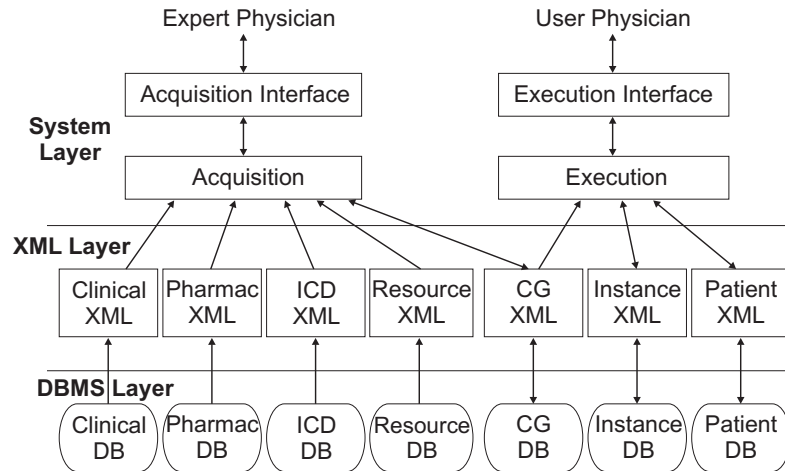 Expert Physician
User Physician
Acquisition Interface
Execution Interface
System
Layer
Acquisition
Execution
XML Layer
Clinical
XML
Pharmac
XML
ICD
XML
Resource
XML
CG
XML
Instance
XML
Patient
XML
DBMS Layer
Clinical
DB
Pharmac
DB
ICD
DB
Resource
DB
CG
DB
Instance
DB
Patient
DB